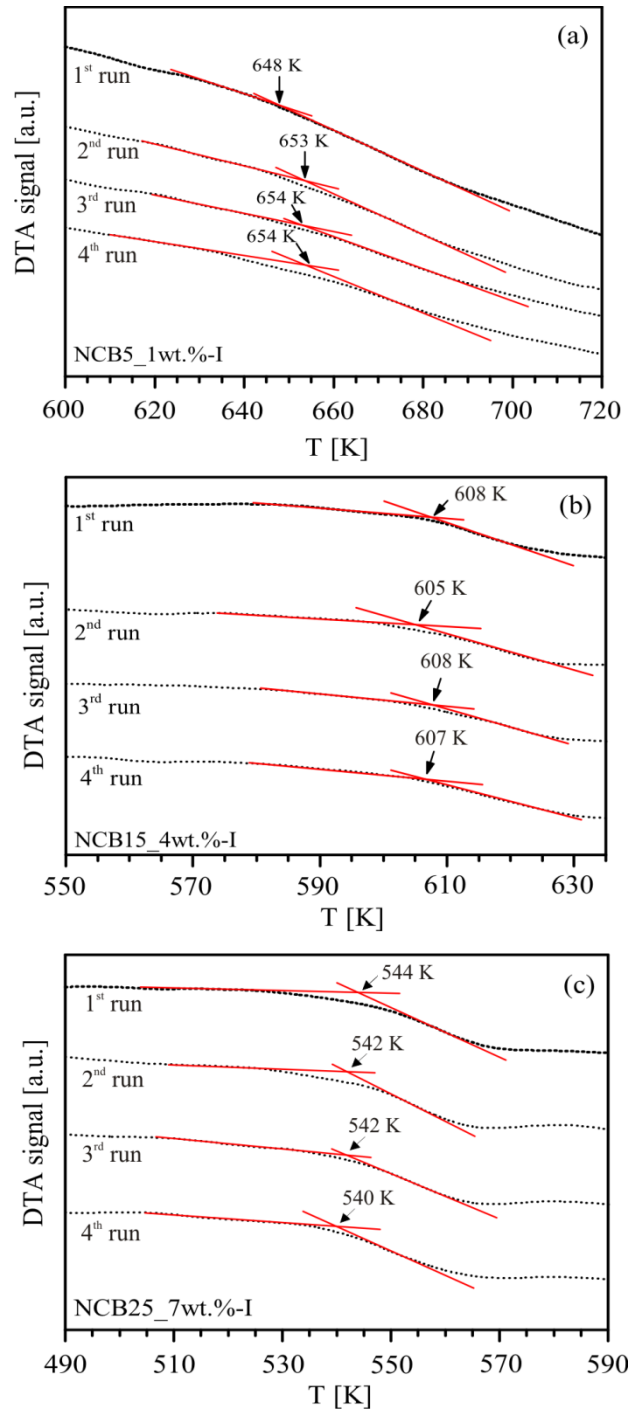 (a)
1st run
648 K
2nd run
653 K
3rd run
654 K
4th run
654 K
DTA signal [a.u.]
NCB5_1wt.%-I
600 620 640 660 680 700 720
T [K]
(b)
1st run
608 K
2nd run
605 K
3rd run
608 K
4th run
607 K
DTA signal [a.u.]
NCB15_4wt.%-I
550 570 590 610 630
T [K]
(c)
1st run
544 K
2nd run
542 K
3rd run
542 K
4th run
540 K
DTA signal [a.u.]
NCB25_7wt.%-I
490 510 530 550 570 590
T [K]